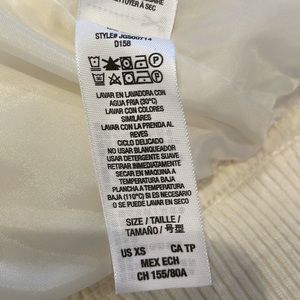 NETTOYER À SEC
STYLE# JGS00714
D158
LAVAR EN LAVADORA CON
AGUA FRIA (30°C)
LAVAR CON COLORES
SIMILARES
LAVAR CON LA PRENDA AL
REVES
CICLO DELICADO
NO USAR BLANQUEADOR
USAR DETERGENTE SUAVE
RETIRAR INMEDIATAMENTE
SECAR EN MAQUINA A
TEMPERATURA BAJA
PLANCHA A TEMPERATURA
BAJA (110°C) SI ES NECESARIO
O SE PUEDE LAVAR EN SECO
SIZE / TAILLE /
TAMAÑO / 号型
US XS CA TP
MEX ECH
CH 155/80A